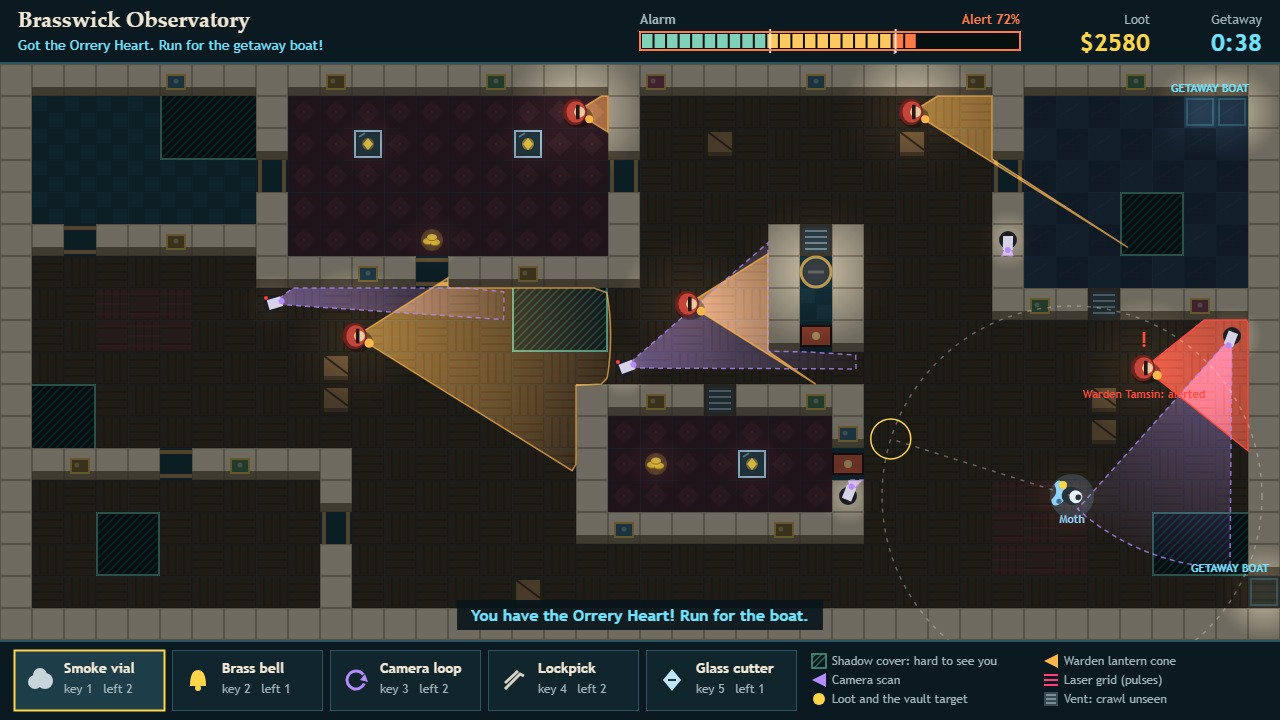 Brasswick Observatory
Got the Orrery Heart. Run for the getaway boat!
Alarm
Alert 72%
Loot
$2580
Getaway
0:38
GETAWAY BOAT
!
Warden Tamsin: alerted
Moth
GETAWAY BOAT
You have the Orrery Heart! Run for the boat.
Smoke vial
key 1 left 2
Brass bell
key 2 left 1
Camera loop
key 3 left 2
Lockpick
key 4 left 2
Glass cutter
key 5 left 1
Shadow cover: hard to see you
Camera scan
Loot and the vault target
Warden lantern cone
Laser grid (pulses)
Vent: crawl unseen